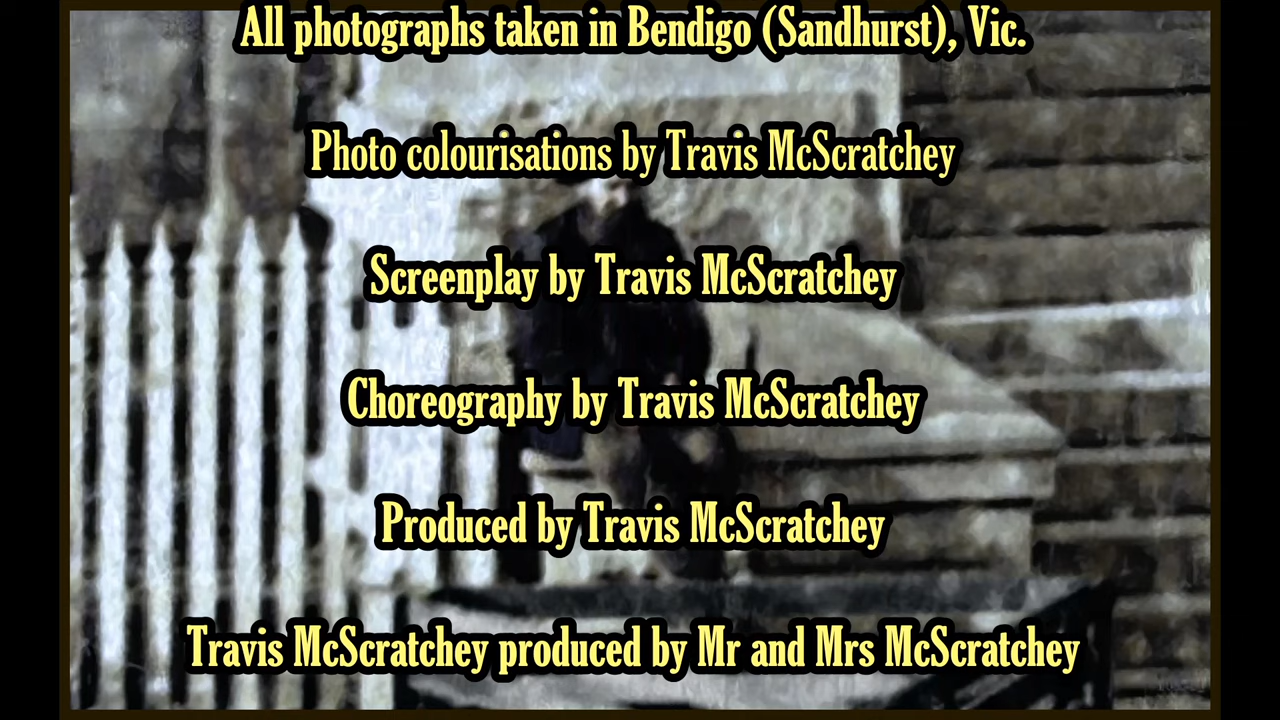 All photographs taken in Bendigo (Sandhurst), Vic.
Photo colourisations by Travis McScratchey
Screenplay by Travis McScratchey
Choreography by Travis McScratchey
Produced by Travis McScratchey
Travis McScratchey produced by Mr and Mrs McScratchey